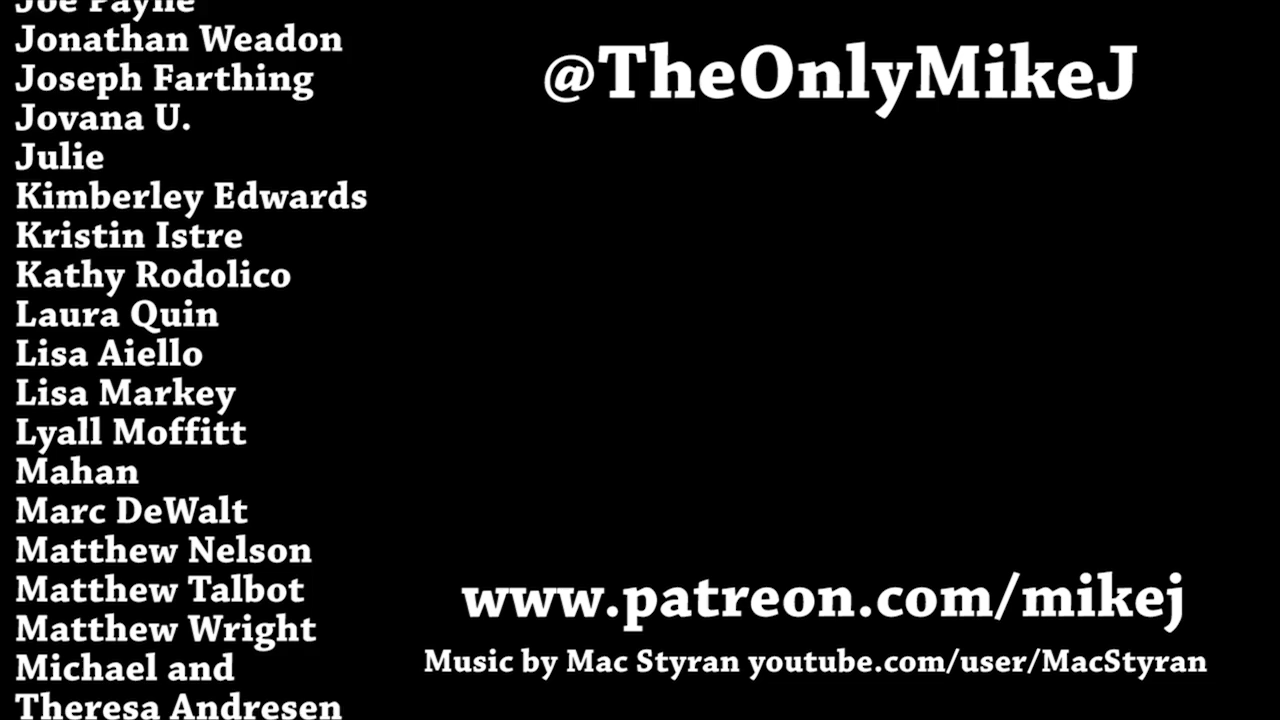 Joe Payne
Jonathan Weadon
Joseph Farthing
Jovana U.
Julie
Kimberley Edwards
Kristin Istre
Kathy Rodolico
Laura Quin
Lisa Aiello
Lisa Markey
Lyall Moffitt
Mahan
Marc DeWalt
Matthew Nelson
Matthew Talbot
Matthew Wright
Michael and
Theresa Andresen
@TheOnlyMikeJ
www.patreon.com/mikej
Music by Mac Styran youtube.com/user/MacStyran